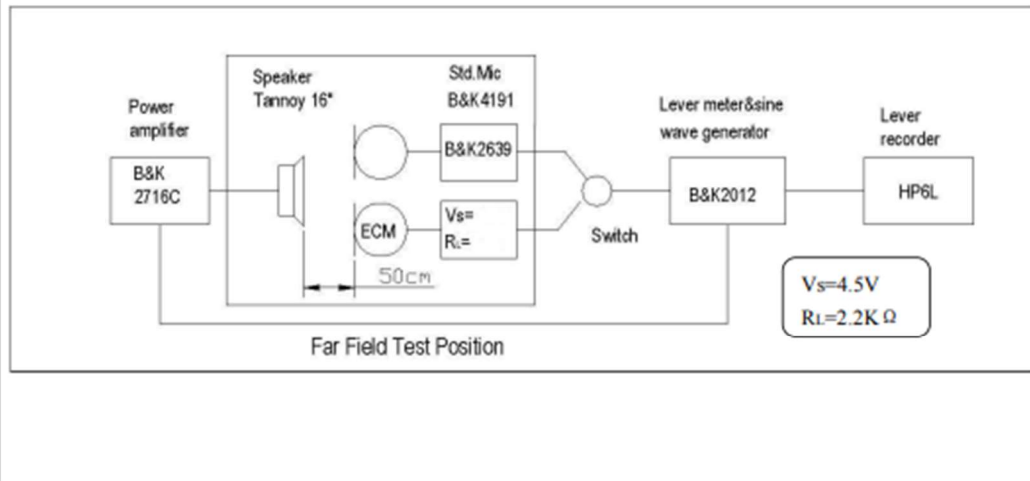 Power
amplifier
B&K
2716C
Speaker
Tannoy 16"
Std.Mic
B&K4191
B&K2639
ECM
Vs=
RL=
50cm
Switch
Lever meter&sine
wave generator
B&K2012
Lever
recorder
HP6L
Vs=4.5V
RL=2.2KΩ
Far Field Test Position